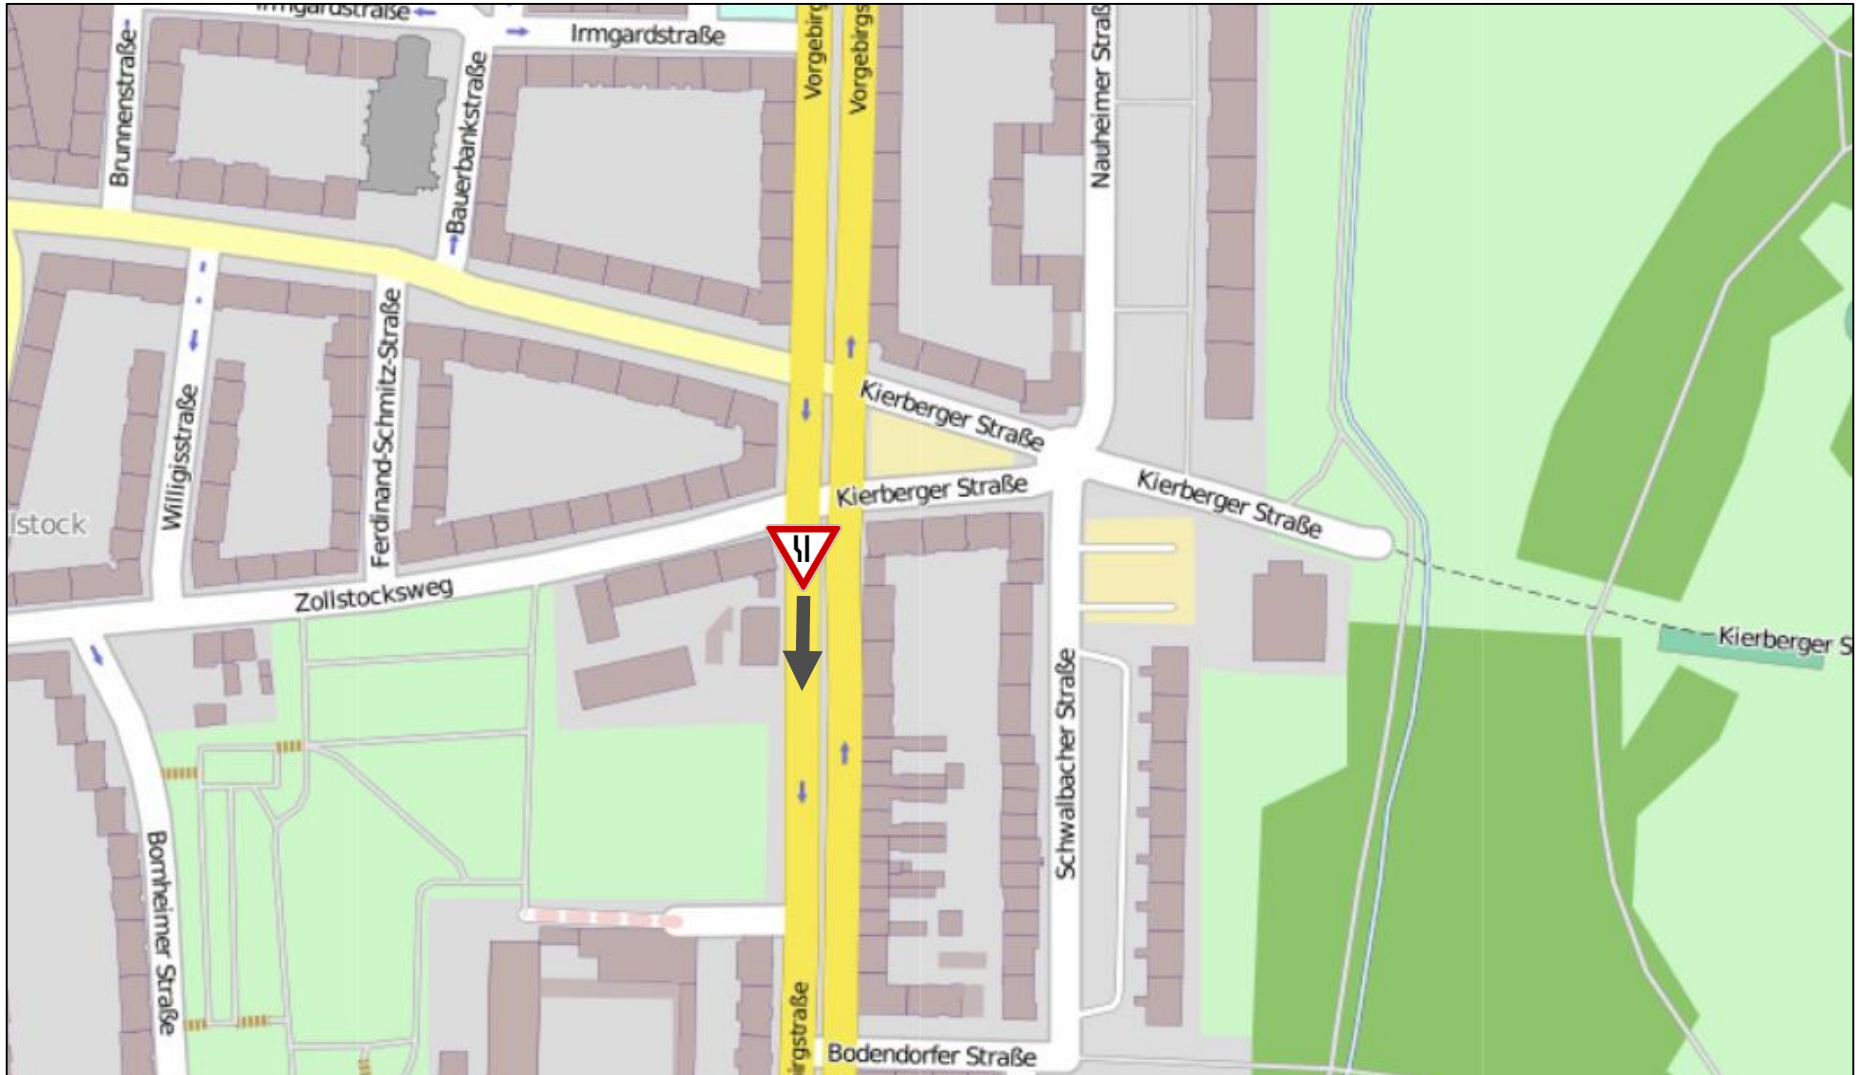 Irmgardstraße
Irmgardstraße
Vorgebirg
Vorgebirgs
Nauheimer Straß
Brunnenstraße
Bauerbankstraße
Kierberger Straße
Kierberger Straße
Kierberger Straße
Willigisstraße
Ferdinand-Schmitz-Straße
lstock
Zollstocksweg
Kierberger S
Schwalbacher Straße
Bornheimer Straße
irgstraße
Bodendorfer Straße